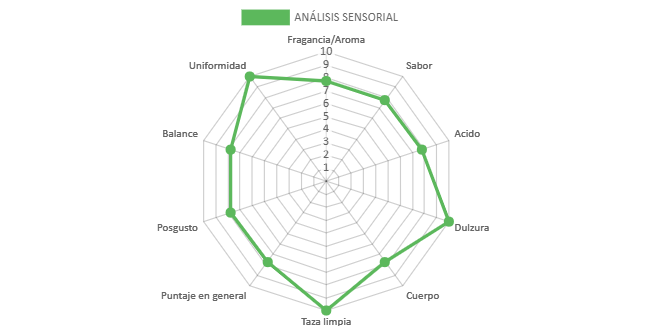 ANÁLISIS SENSORIAL
Fragancia/Aroma
10
9
8
7
6
5
4
3
2
1
Sabor
Acido
Dulzura
Cuerpo
Taza limpia
Puntaje en general
Posgusto
Balance
Uniformidad